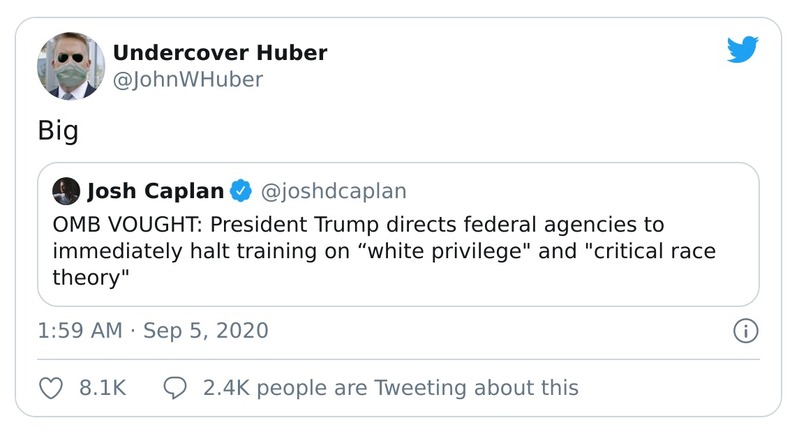 Undercover Huber
@JohnWHuber
Big
Josh Caplan @joshdcaplan
OMB VOUGHT: President Trump directs federal agencies to
immediately halt training on “white privilege" and "critical race
theory"
1:59 AM · Sep 5, 2020
8.1K 2.4K people are Tweeting about this